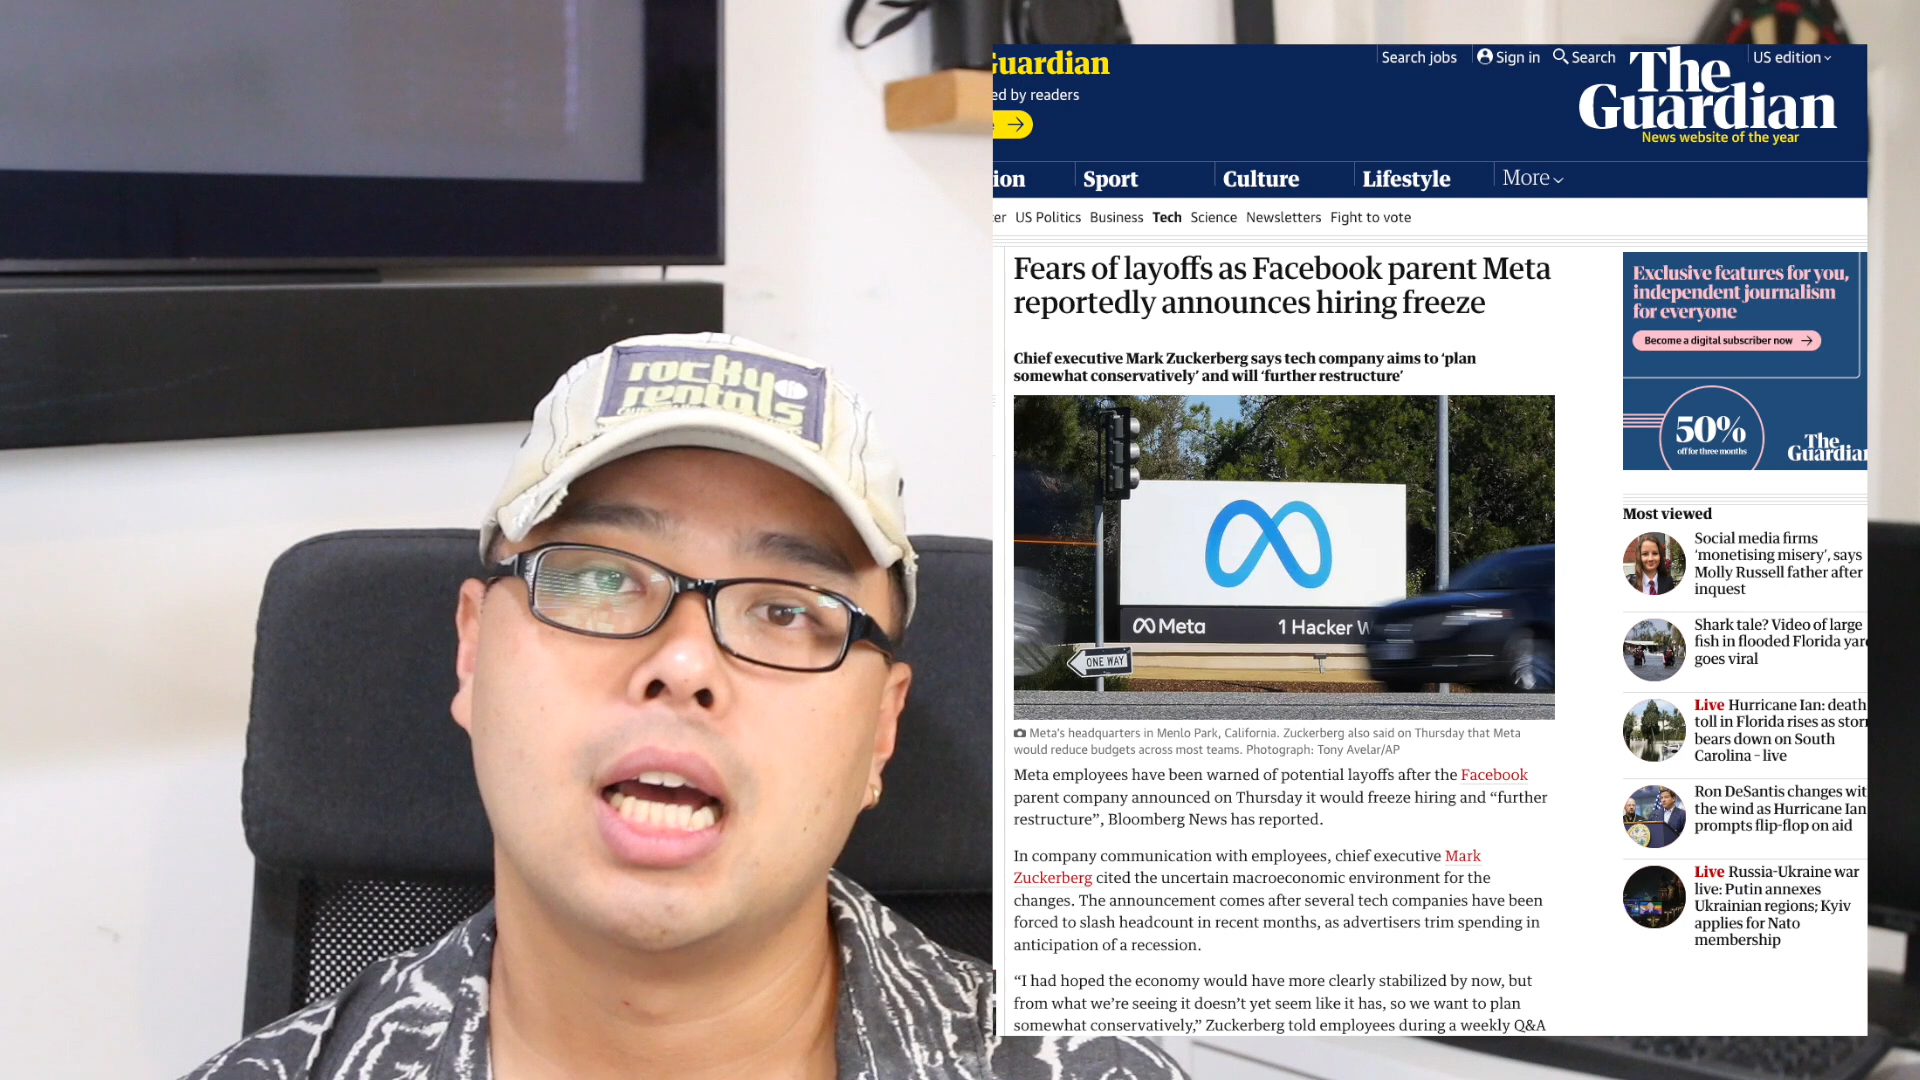 rocky
rentals
Guardian
ed by readers
Search jobs
Sign in
Search
US edition
The
Guardian
News website of the year
ion
Sport
Culture
Lifestyle
More
er US Politics Business Tech Science Newsletters Fight to vote
Fears of layoffs as Facebook parent Meta
reportedly announces hiring freeze
Chief executive Mark Zuckerberg says tech company aims to ‘plan
somewhat conservatively’ and will ‘further restructure’
Meta
1 Hacker W
ONE WAY
Meta’s headquarters in Menlo Park, California. Zuckerberg also said on Thursday that Meta
would reduce budgets across most teams. Photograph: Tony Avelar/AP
Meta employees have been warned of potential layoffs after the Facebook
parent company announced on Thursday it would freeze hiring and “further
restructure”, Bloomberg News has reported.
In company communication with employees, chief executive Mark
Zuckerberg cited the uncertain macroeconomic environment for the
changes. The announcement comes after several tech companies have been
forced to slash headcount in recent months, as advertisers trim spending in
anticipation of a recession.
“I had hoped the economy would have more clearly stabilized by now, but
from what we’re seeing it doesn’t yet seem like it has, so we want to plan
somewhat conservatively,” Zuckerberg told employees during a weekly Q&A
Exclusive features for you,
independent journalism
for everyone
Become a digital subscriber now
50%
off for three months
The
Guardian
Most viewed
Social media firms
‘monetising misery’, says
Molly Russell father after
inquest
Shark tale? Video of large
fish in flooded Florida yar
goes viral
Live Hurricane Ian: death
toll in Florida rises as stor
bears down on South
Carolina – live
Ron DeSantis changes wit
the wind as Hurricane Ian
prompts flip-flop on aid
Live Russia-Ukraine war
live: Putin annexes
Ukrainian regions; Kyiv
applies for Nato
membership